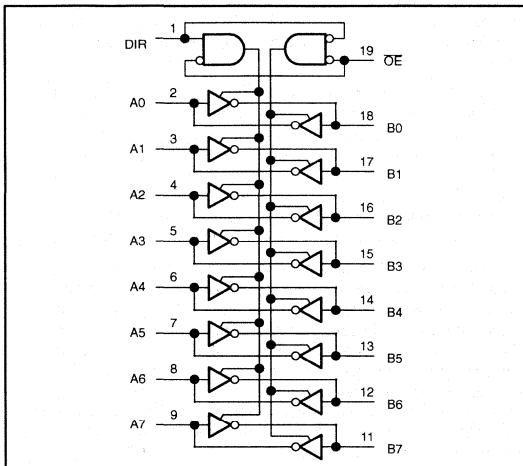 DIR 1
19 O̅E̅
A0 2
18 B0
A1 3
17 B1
A2 4
16 B2
A3 5
15 B3
A4 6
14 B4
A5 7
13 B5
A6 8
12 B6
A7 9
11 B7